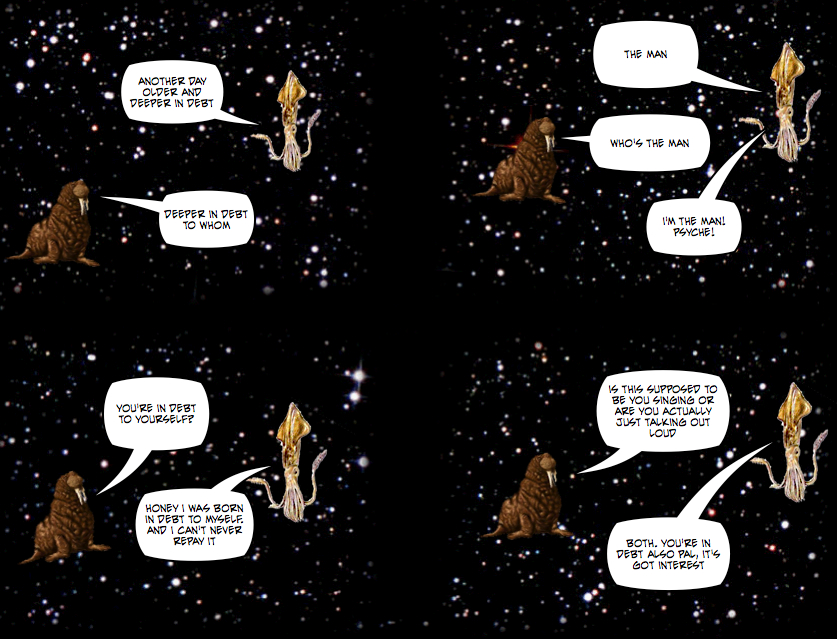 ANOTHER DAY
OLDER AND
DEEPER IN DEBT
DEEPER IN DEBT
TO WHOM
THE MAN
WHO'S THE MAN
I'M THE MAN!
PSYCHE!
YOU'RE IN DEBT
TO YOURSELF?
HONEY I WAS BORN
IN DEBT TO MYSELF.
AND I CAN'T NEVER
REPAY IT
IS THIS SUPPOSED TO
BE YOU SINGING OR
ARE YOU ACTUALLY
JUST TALKING OUT
LOUD
BOTH. YOU'RE IN
DEBT ALSO PAL, IT'S
GOT INTEREST